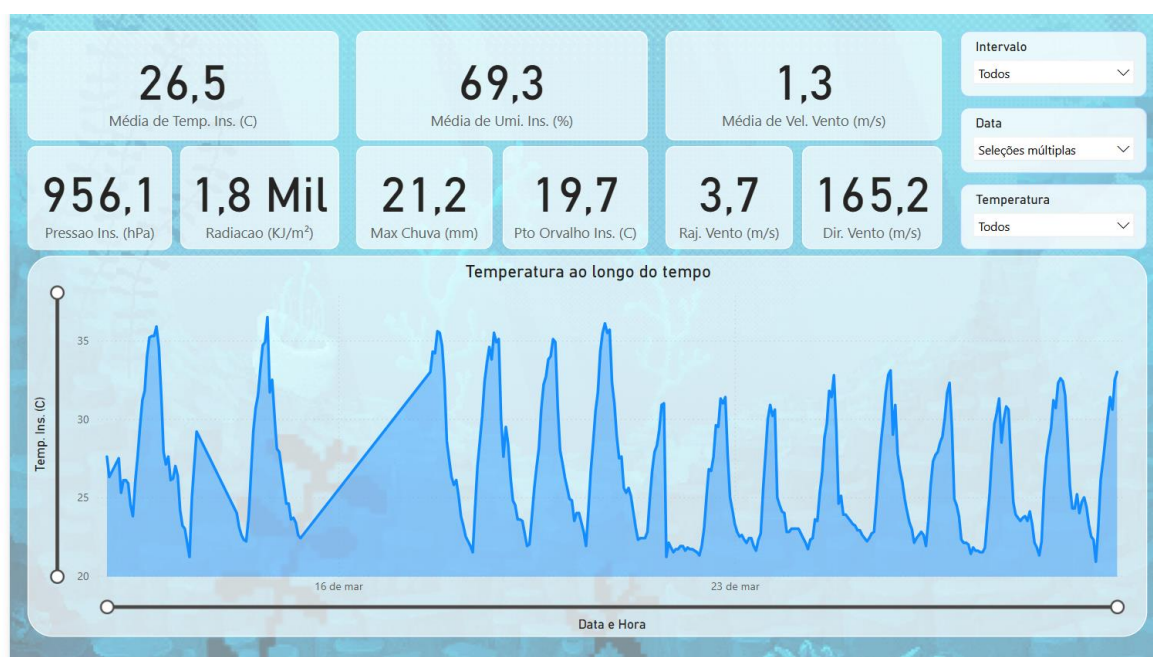 26,5
Média de Temp. Ins. (C)
69,3
Média de Umi. Ins. (%)
1,3
Média de Vel. Vento (m/s)
Intervalo
Todos
Data
Seleções múltiplas
Temperatura
Todos
956,1
Pressao Ins. (hPa)
1,8 Mil
Radiacao (KJ/m²)
21,2
Max Chuva (mm)
19,7
Pto Orvalho Ins. (C)
3,7
Raj. Vento (m/s)
165,2
Dir. Vento (m/s)
Temperatura ao longo do tempo
Temp. Ins. (C)
35
30
25
20
16 de mar
23 de mar
Data e Hora